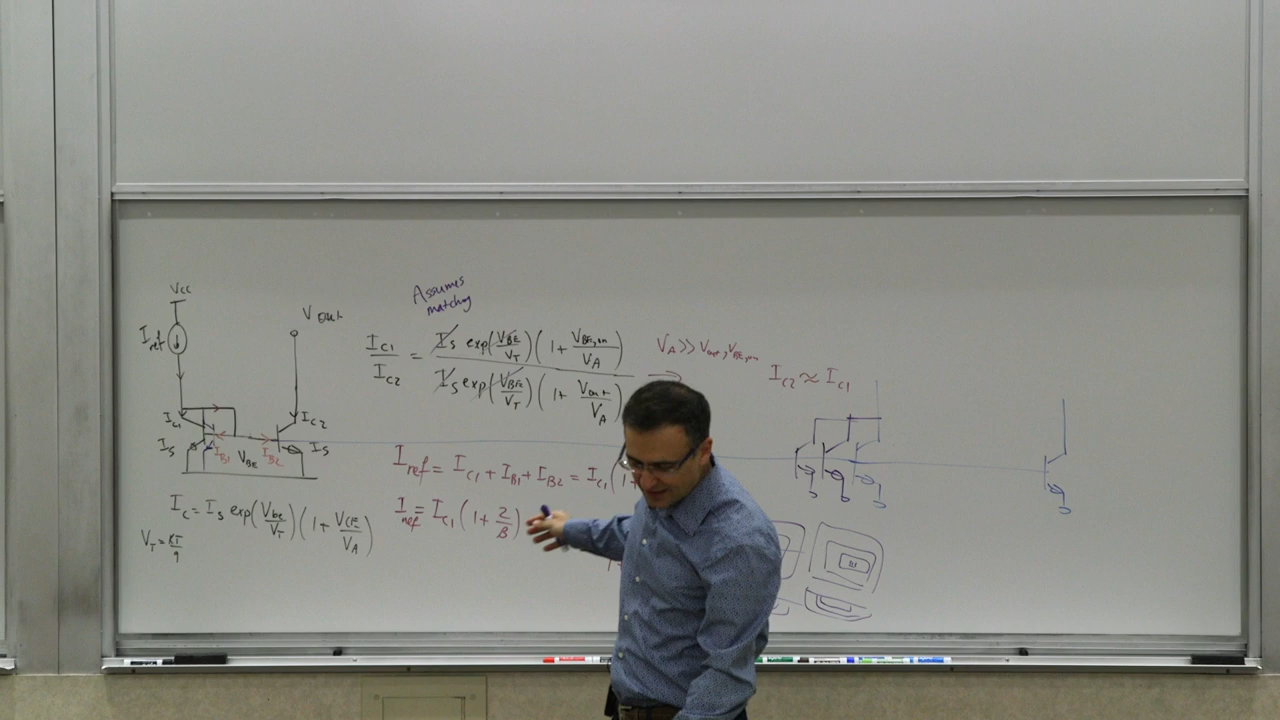 Vcc
Iref
Vout
IC1
IC2
IS
IB1
VBE
IB2
IS
IC = IS exp(Vbe/VT)(1 + VCE/VA)
VT = KT/q
Assumes
matching
IC1/IC2 = IS exp(VBE/VT)(1 + VBE,on/VA) / IS exp(VBE/VT)(1 + Vout/VA)
VA >> Vout, VBE,on
IC2 ≈ IC1
Iref = IC1 + IB1 + IB2 = IC1(1+
Iref = IC1(1 + 2/β)